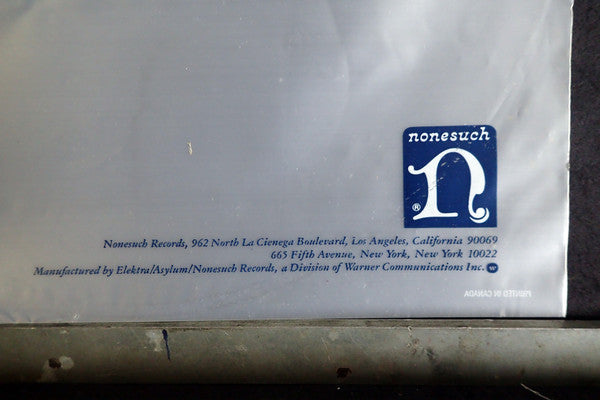 nonesuch
n
®
Nonesuch Records, 962 North La Cienega Boulevard, Los Angeles, California 90069
665 Fifth Avenue, New York, New York 10022
Manufactured by Elektra/Asylum/Nonesuch Records, a Division of Warner Communications Inc.
PRINTED IN CANADA